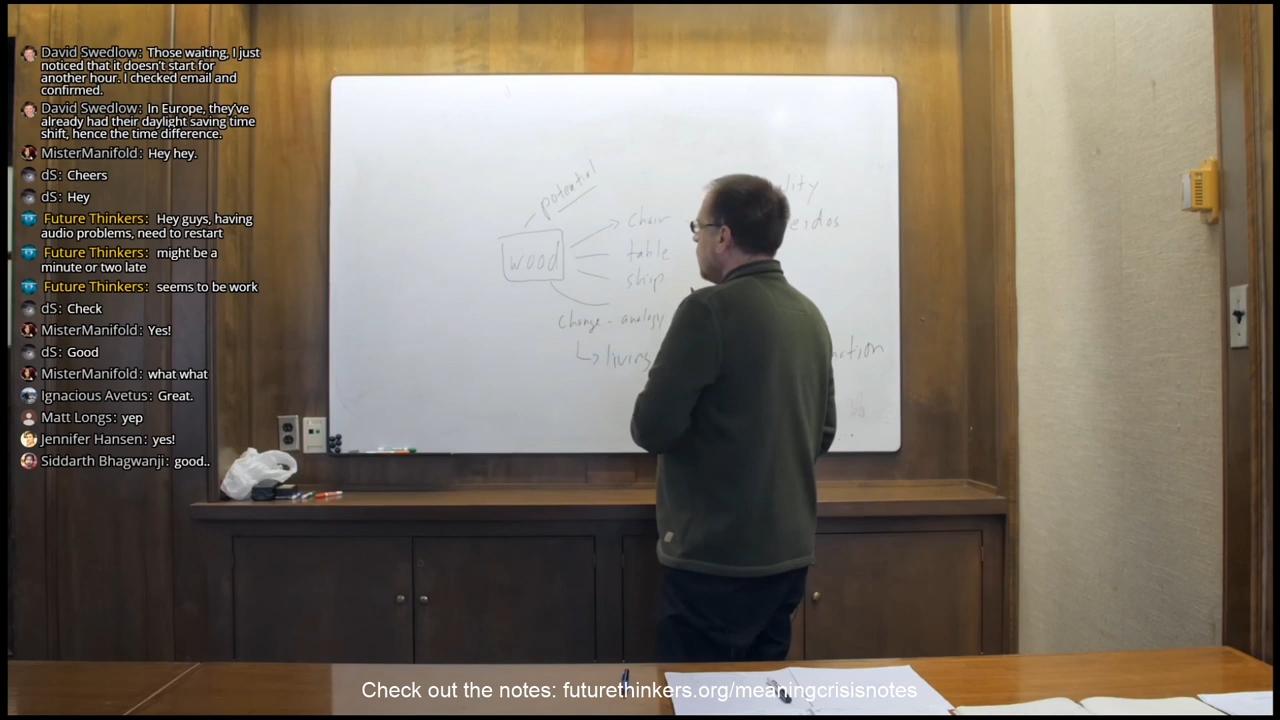 David Swedlow: Those waiting, I just
noticed that it doesn't start for
another hour. I checked email and
confirmed.
David Swedlow: In Europe, they've
already had their daylight saving time
shift, hence the time difference.
MisterManifold: Hey hey.
dS: Cheers
dS: Hey
Future Thinkers: Hey guys, having
audio problems, need to restart
Future Thinkers: might be a
minute or two late
Future Thinkers: seems to be work
dS: Check
MisterManifold: Yes!
dS: Good
MisterManifold: what what
Ignacious Avetus: Great.
Matt Longs: yep
Jennifer Hansen: yes!
Siddarth Bhagwanji: good..
potential
wood
chair
table
ship
change - analogy
living
eidos
Check out the notes: futurethinkers.org/meaningcrisisnotes